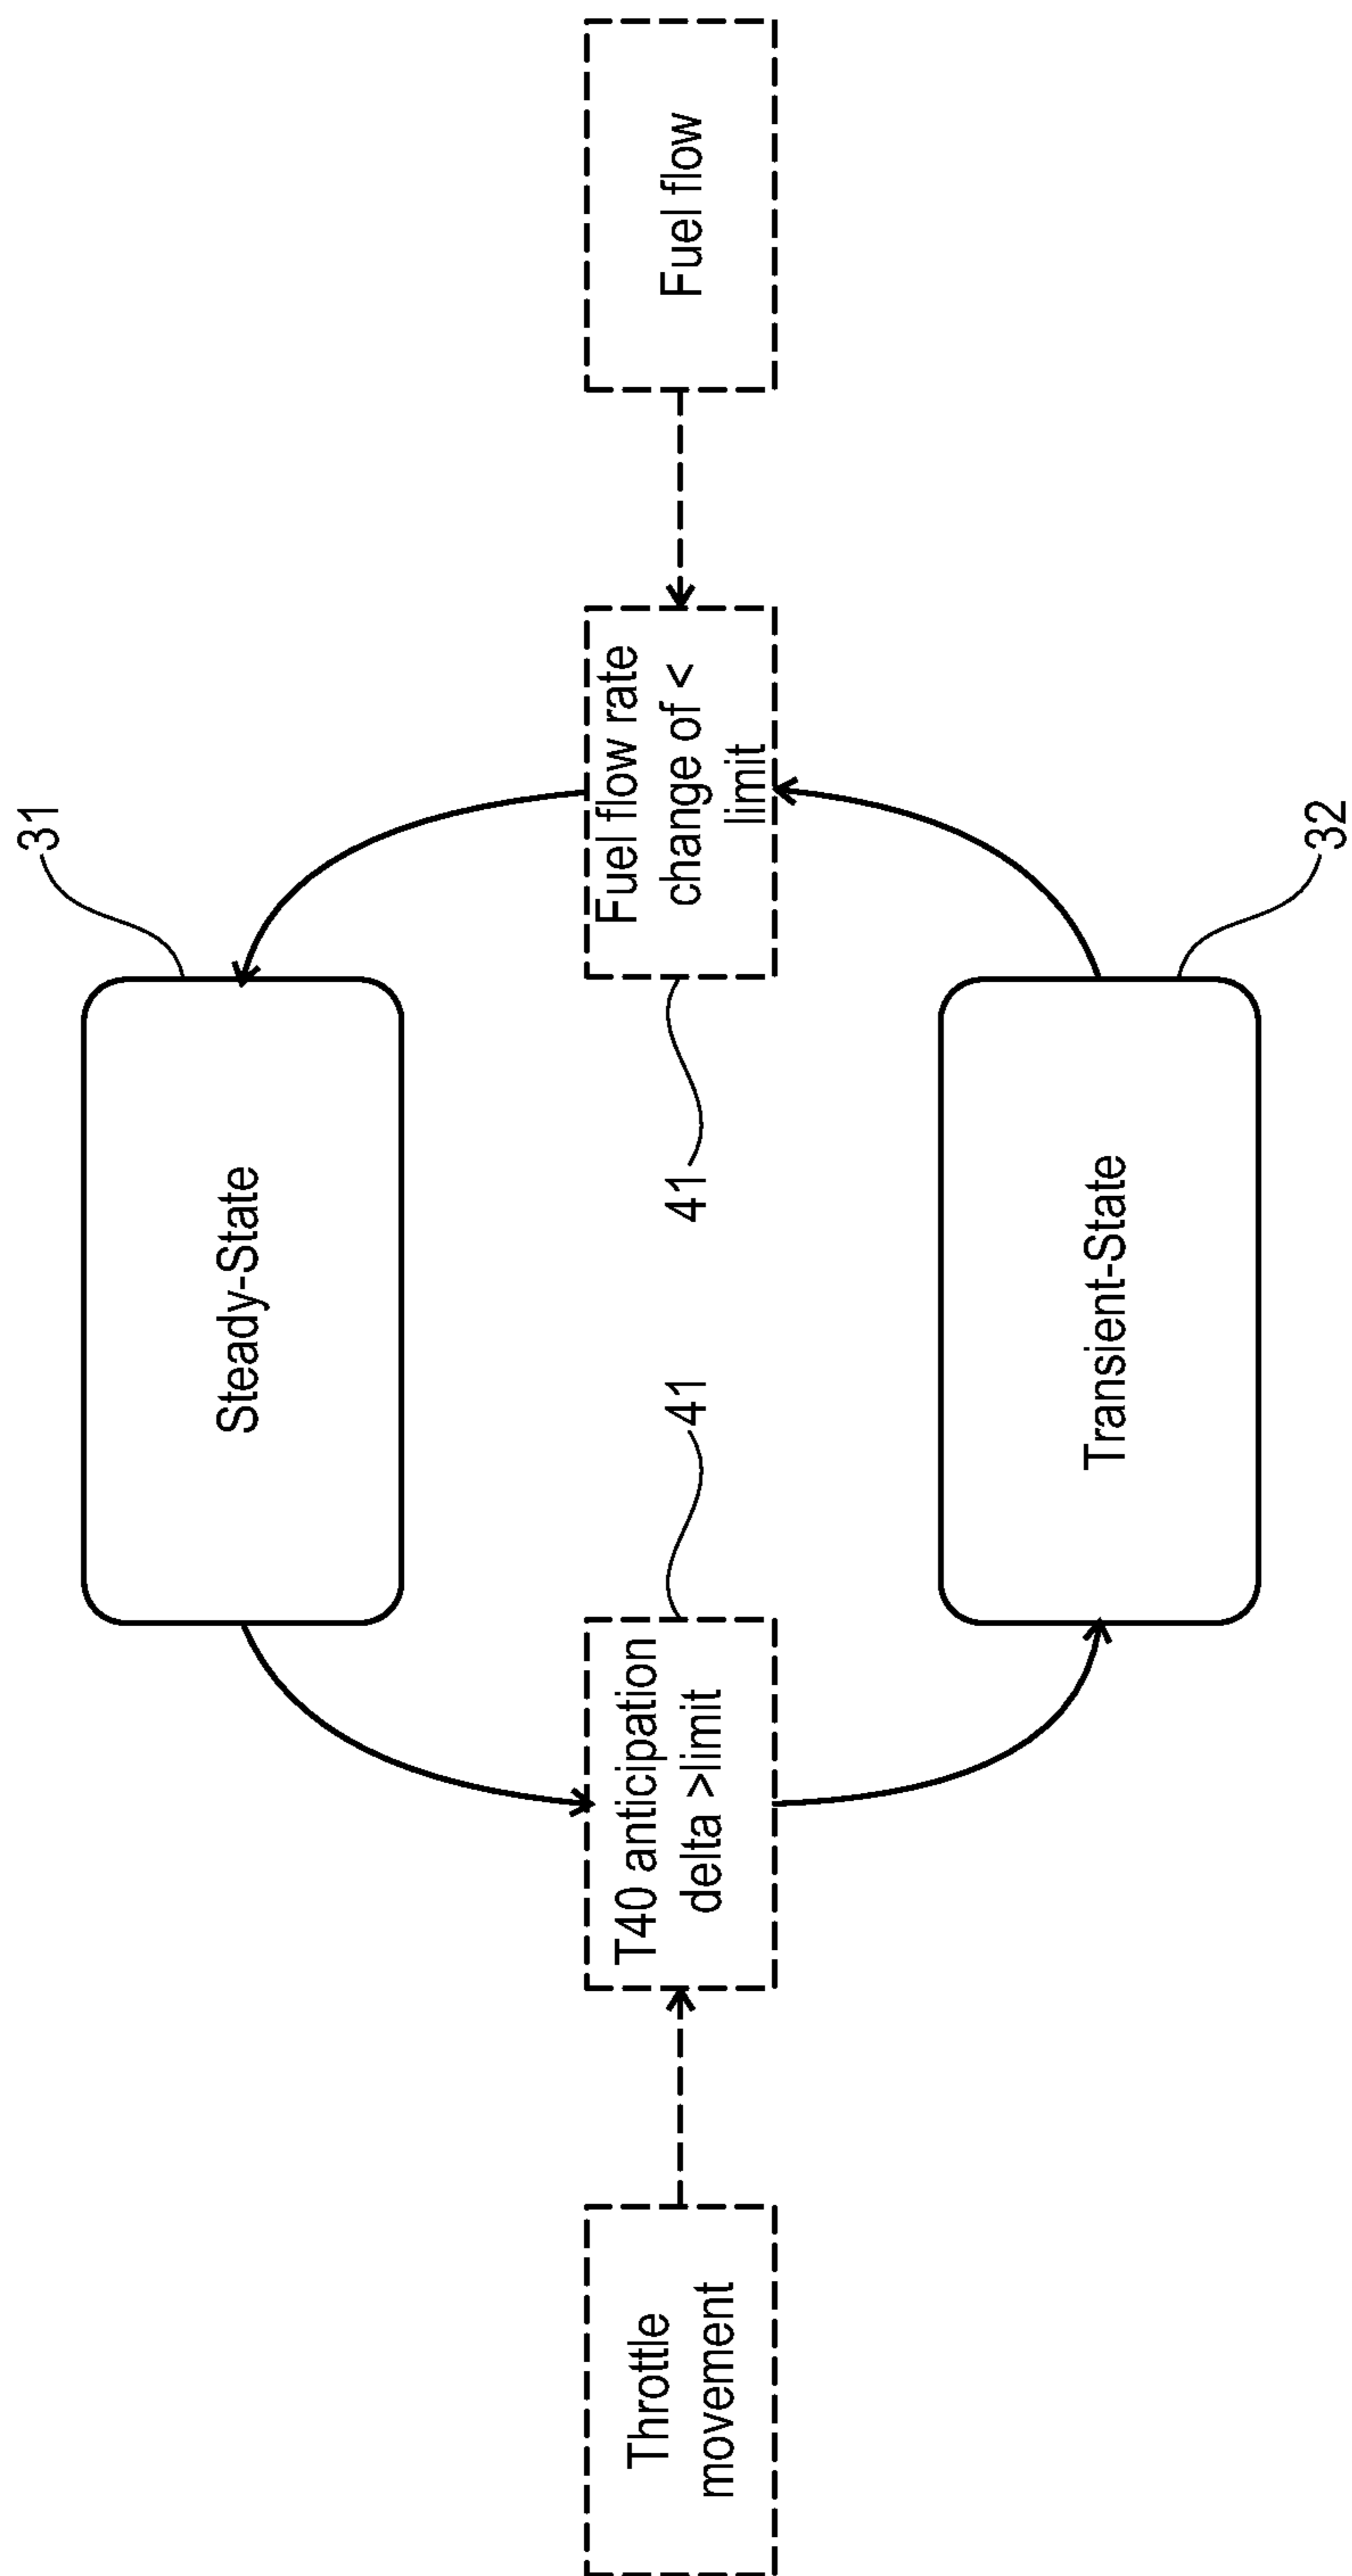 31
Steady-State
Throttle
movement
T40 anticipation
delta >limit
41
41
Fuel flow rate
change of <
limit
Fuel flow
Transient-State
32